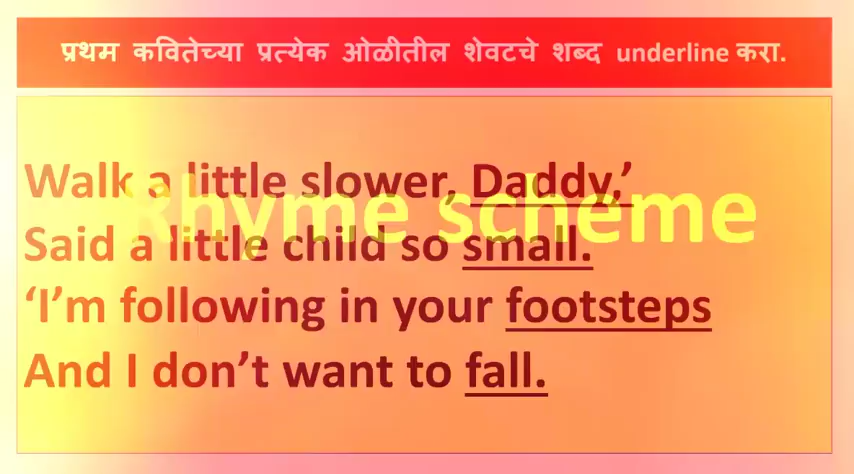 प्रथम कवितेच्या प्रत्येक ओळीतील शेवटचे शब्द underline करा.
Walk a little slower, Daddy,’
Rhyme scheme
Said a little child so small.
‘I’m following in your footsteps
And I don’t want to fall.